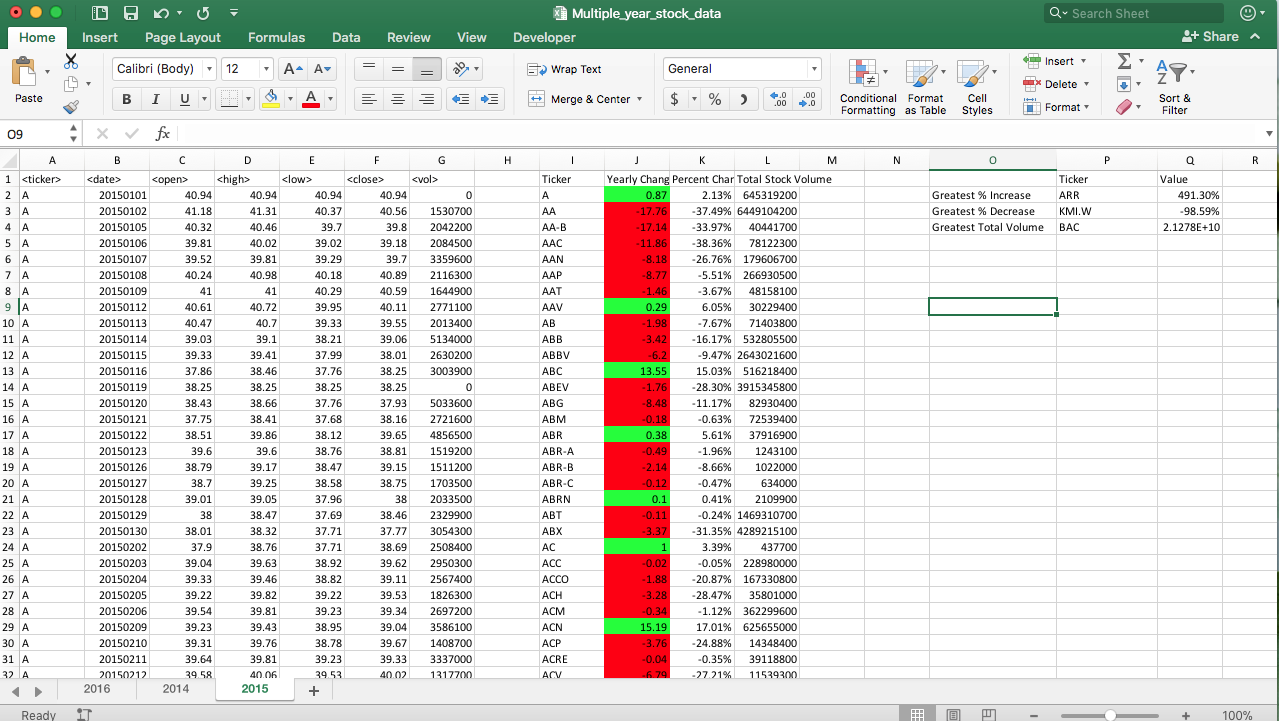 Multiple_year_stock_data
Search Sheet
Home Insert Page Layout Formulas Data Review View Developer Share
Paste
Calibri (Body) 12 A A
B I U A
Wrap Text
Merge & Center
General
$ % ,
Conditional Formatting
Format as Table
Cell Styles
Insert
Delete
Format
Sort & Filter
O9 fx
A B C D E F G H I J K L M N O P Q R
1 <ticker> <date> <open> <high> <low> <close> <vol> Ticker Yearly Chang Percent Char Total Stock Volume Ticker Value
2 A 20150101 40.94 40.94 40.94 40.94 0 A 0.87 2.13% 645319200 Greatest % Increase ARR 491.30%
3 A 20150102 41.18 41.31 40.37 40.56 1530700 AA -17.76 -37.49% 6449104200 Greatest % Decrease KMI.W -98.59%
4 A 20150105 40.32 40.46 39.7 39.8 2042200 AA-B -17.14 -33.97% 40441700 Greatest Total Volume BAC 2.1278E+10
5 A 20150106 39.81 40.02 39.02 39.18 2084500 AAC -11.86 -38.36% 78122300
6 A 20150107 39.52 39.81 39.29 39.7 3359600 AAN -8.18 -26.76% 179606700
7 A 20150108 40.24 40.98 40.18 40.89 2116300 AAP -8.77 -5.51% 266930500
8 A 20150109 41 41 40.29 40.59 1644900 AAT -1.46 -3.67% 48158100
9 A 20150112 40.61 40.72 39.95 40.11 2771100 AAV 0.29 6.05% 30229400
10 A 20150113 40.47 40.7 39.33 39.55 2013400 AB -1.98 -7.67% 71403800
11 A 20150114 39.03 39.1 38.21 39.06 5134000 ABB -3.42 -16.17% 532805500
12 A 20150115 39.33 39.41 37.99 38.01 2630200 ABBV -6.2 -9.47% 2643021600
13 A 20150116 37.86 38.46 37.76 38.25 3003900 ABC 13.55 15.03% 516218400
14 A 20150119 38.25 38.25 38.25 38.25 0 ABEV -1.76 -28.30% 3915345800
15 A 20150120 38.43 38.66 37.76 37.93 5033600 ABG -8.48 -11.17% 82930400
16 A 20150121 37.75 38.41 37.68 38.16 2721600 ABM -0.18 -0.63% 72539400
17 A 20150122 38.51 39.86 38.12 39.65 4856500 ABR 0.38 5.61% 37916900
18 A 20150123 39.6 39.6 38.76 38.81 1519200 ABR-A -0.49 -1.96% 1243100
19 A 20150126 38.79 39.17 38.47 39.15 1511200 ABR-B -2.14 -8.66% 1022000
20 A 20150127 38.7 39.25 38.58 38.75 1703500 ABR-C -0.12 -0.47% 634000
21 A 20150128 39.01 39.05 37.96 38 2033500 ABRN 0.1 0.41% 2109900
22 A 20150129 38 38.47 37.69 38.46 2329900 ABT -0.11 -0.24% 1469310700
23 A 20150130 38.01 38.32 37.71 37.77 3054300 ABX -3.37 -31.35% 4289215100
24 A 20150202 37.9 38.76 37.71 38.69 2508400 AC 1 3.39% 437700
25 A 20150203 39.04 39.63 38.92 39.62 2950300 ACC -0.02 -0.05% 228980000
26 A 20150204 39.33 39.46 38.82 39.11 2567400 ACCO -1.88 -20.87% 167330800
27 A 20150205 39.22 39.82 39.22 39.53 1826300 ACH -3.28 -28.47% 35801000
28 A 20150206 39.54 39.81 39.23 39.34 2697200 ACM -0.34 -1.12% 362299600
29 A 20150209 39.23 39.43 38.95 39.04 3586100 ACN 15.19 17.01% 625655000
30 A 20150210 39.31 39.76 38.78 39.67 1408700 ACP -3.76 -24.88% 14348400
31 A 20150211 39.64 39.81 39.23 39.33 3337000 ACRE -0.04 -0.35% 39118800
32 A 20150212 39.58 40.06 39.53 40.02 1317700 ACV -6.79 -27.21% 11539300
2016 2014 2015
Ready 100%